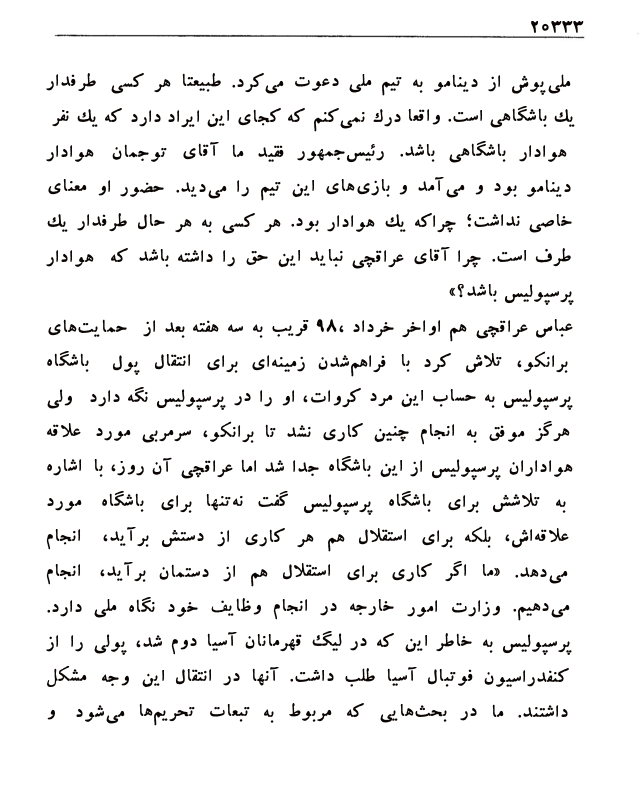 ۲۰۳۳۳
ملی‌پوش از دینامو به تیم ملی دعوت می‌کرد. طبیعتا هر کسی طرفدار
یك باشگاهی است. واقعا درك نمی‌کنم که کجای این ایراد دارد که یك نفر
هوادار باشگاهی باشد. رئیس‌جمهور فقید ما آقای توجمان هوادار
دینامو بود و می‌آمد و بازی‌های این تیم را می‌دید. حضور او معنای
خاصی نداشت؛ چراکه یك هوادار بود. هر کسی به هر حال طرفدار یك
طرف است. چرا آقای عراقچی نباید این حق را داشته باشد که هوادار
پرسپولیس باشد؟»
عباس عراقچی هم اواخر خرداد ۹۸، قریب به سه هفته بعد از حمایت‌های
برانکو، تلاش کرد با فراهم‌شدن زمینه‌ای برای انتقال پول باشگاه
پرسپولیس به حساب این مرد کروات، او را در پرسپولیس نگه دارد ولی
هرگز موفق به انجام چنین کاری نشد تا برانکو، سرمربی مورد علاقه
هواداران پرسپولیس از این باشگاه جدا شد اما عراقچی آن روز، با اشاره
به تلاشش برای باشگاه پرسپولیس گفت نه‌تنها برای باشگاه مورد
علاقه‌اش، بلکه برای استقلال هم هر کاری از دستش برآید، انجام
می‌دهد. «ما اگر کاری برای استقلال هم از دستمان برآید، انجام
می‌دهیم. وزارت امور خارجه در انجام وظایف خود نگاه ملی دارد.
پرسپولیس به خاطر این که در لیگ قهرمانان آسیا دوم شد، پولی را از
کنفدراسیون فوتبال آسیا طلب داشت. آنها در انتقال این وجه مشکل
داشتند. ما در بحث‌هایی که مربوط به تبعات تحریم‌ها می‌شود و